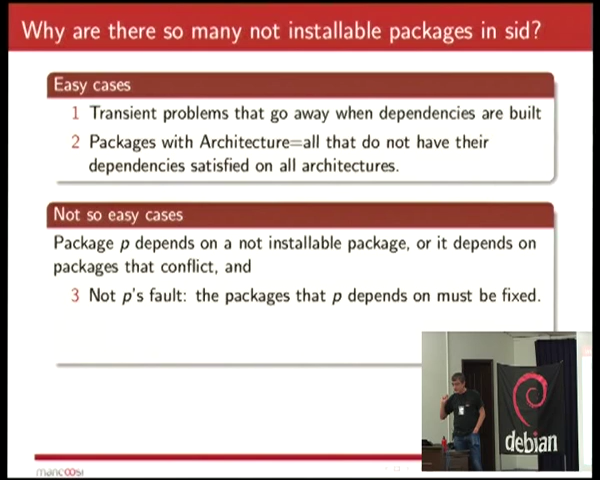 Why are there so many not installable packages in sid?
Easy cases
1 Transient problems that go away when dependencies are built
2 Packages with Architecture=all that do not have their
dependencies satisfied on all architectures.
Not so easy cases
Package p depends on a not installable package, or it depends on
packages that conflict, and
3 Not p's fault: the packages that p depends on must be fixed.
debian
mancoosi